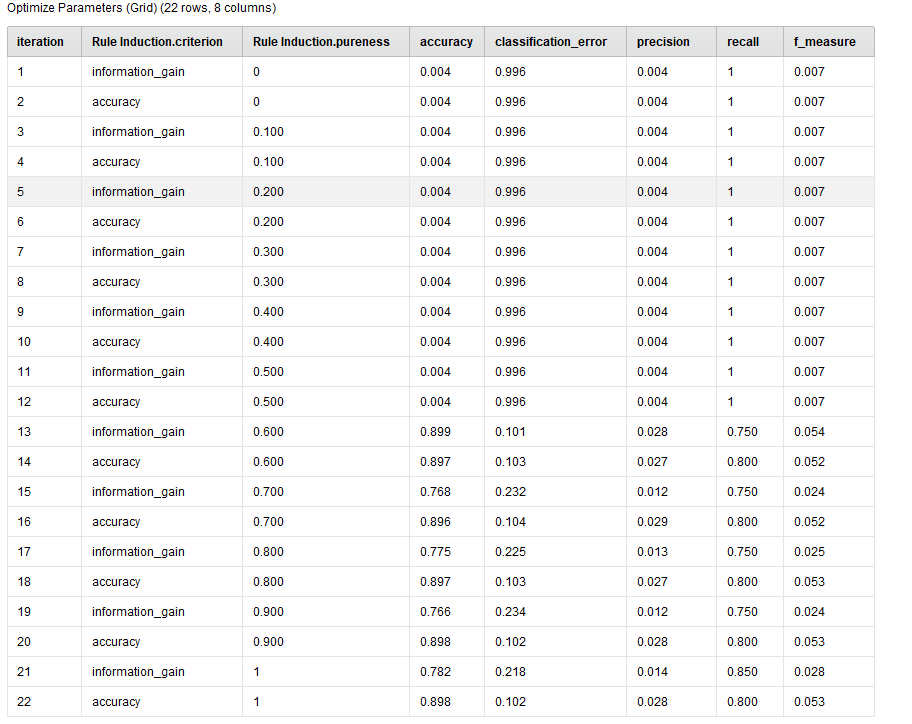 Optimize Parameters (Grid) (22 rows, 8 columns)
iteration Rule Induction.criterion Rule Induction.pureness accuracy classification_error precision recall f_measure
1 information_gain 0 0.004 0.996 0.004 1 0.007
2 accuracy 0 0.004 0.996 0.004 1 0.007
3 information_gain 0.100 0.004 0.996 0.004 1 0.007
4 accuracy 0.100 0.004 0.996 0.004 1 0.007
5 information_gain 0.200 0.004 0.996 0.004 1 0.007
6 accuracy 0.200 0.004 0.996 0.004 1 0.007
7 information_gain 0.300 0.004 0.996 0.004 1 0.007
8 accuracy 0.300 0.004 0.996 0.004 1 0.007
9 information_gain 0.400 0.004 0.996 0.004 1 0.007
10 accuracy 0.400 0.004 0.996 0.004 1 0.007
11 information_gain 0.500 0.004 0.996 0.004 1 0.007
12 accuracy 0.500 0.004 0.996 0.004 1 0.007
13 information_gain 0.600 0.899 0.101 0.028 0.750 0.054
14 accuracy 0.600 0.897 0.103 0.027 0.800 0.052
15 information_gain 0.700 0.768 0.232 0.012 0.750 0.024
16 accuracy 0.700 0.896 0.104 0.029 0.800 0.052
17 information_gain 0.800 0.775 0.225 0.013 0.750 0.025
18 accuracy 0.800 0.897 0.103 0.027 0.800 0.053
19 information_gain 0.900 0.766 0.234 0.012 0.750 0.024
20 accuracy 0.900 0.898 0.102 0.028 0.800 0.053
21 information_gain 1 0.782 0.218 0.014 0.850 0.028
22 accuracy 1 0.898 0.102 0.028 0.800 0.053